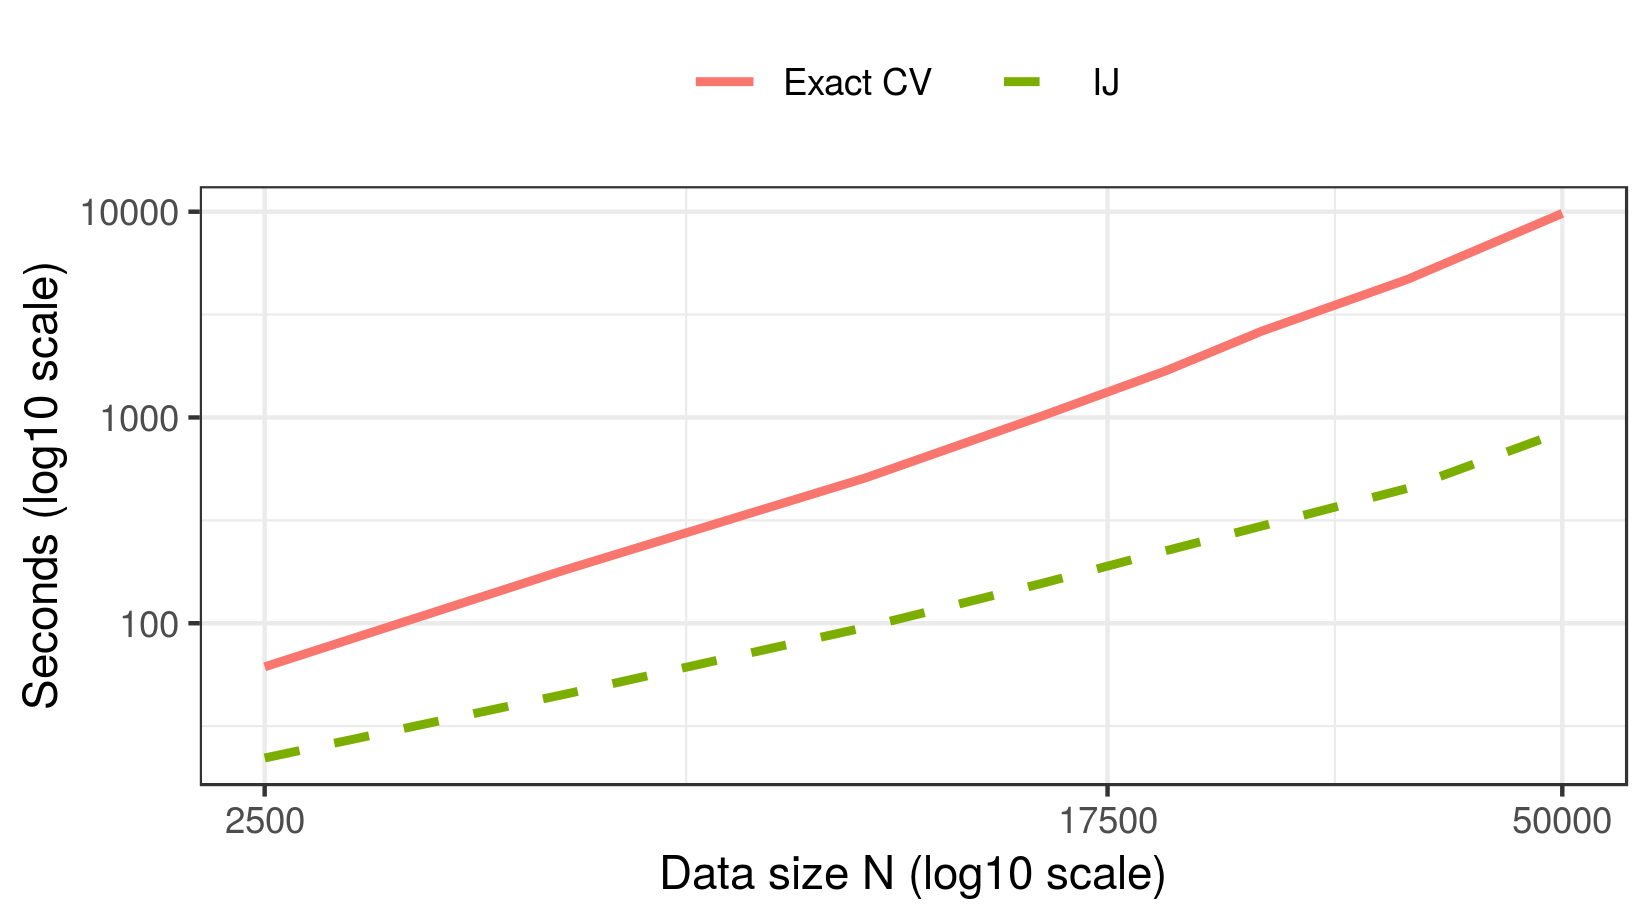 Exact CV IJ
Seconds (log10 scale)
10000
1000
100
2500 17500 50000
Data size N (log10 scale)